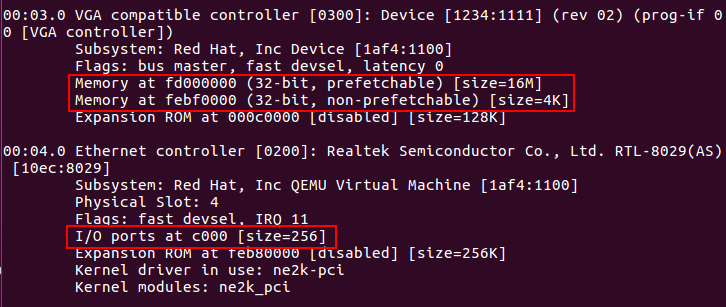 00:03.0 VGA compatible controller [0300]: Device [1234:1111] (rev 02) (prog-if 0
0 [VGA controller])
Subsystem: Red Hat, Inc Device [1af4:1100]
Flags: bus master, fast devsel, latency 0
Memory at fd000000 (32-bit, prefetchable) [size=16M]
Memory at febf0000 (32-bit, non-prefetchable) [size=4K]
Expansion ROM at 000c0000 [disabled] [size=128K]
00:04.0 Ethernet controller [0200]: Realtek Semiconductor Co., Ltd. RTL-8029(AS)
[10ec:8029]
Subsystem: Red Hat, Inc QEMU Virtual Machine [1af4:1100]
Physical Slot: 4
Flags: fast devsel, IRQ 11
I/O ports at c000 [size=256]
Expansion ROM at feb80000 [disabled] [size=256K]
Kernel driver in use: ne2k-pci
Kernel modules: ne2k_pci